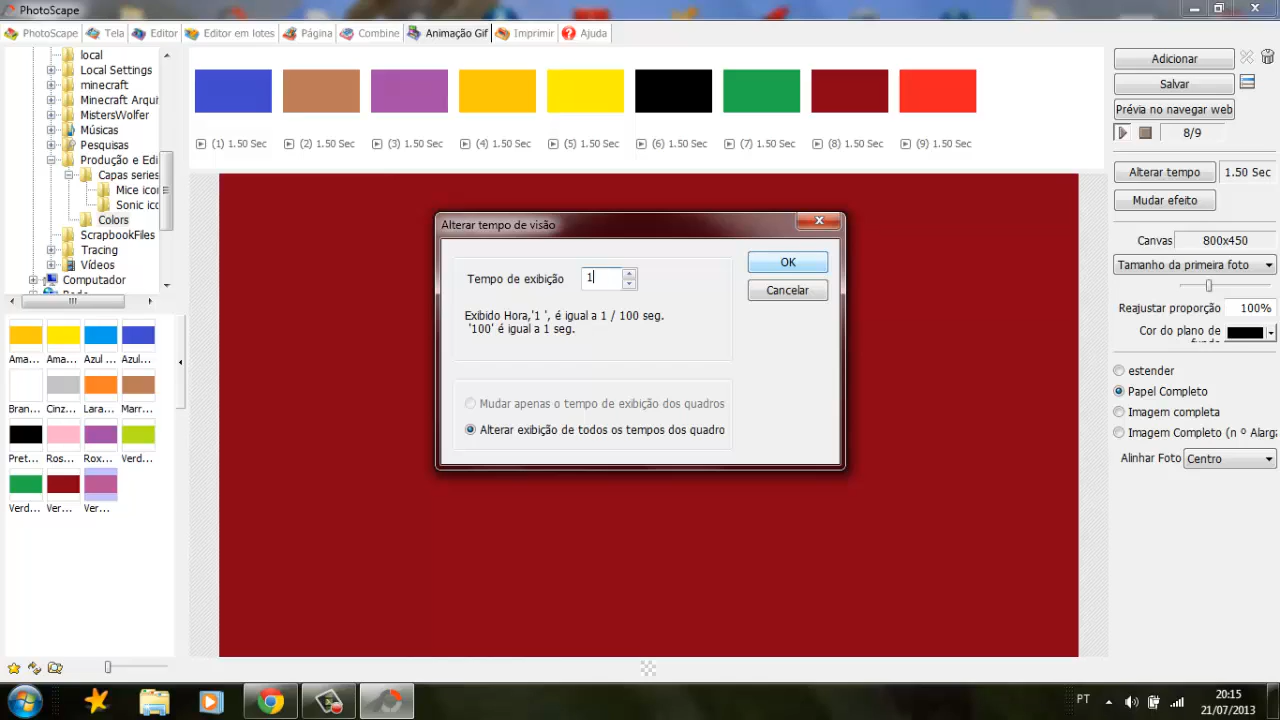 PhotoScape
PhotoScape Tela Editor Editor em lotes Página Combine Animação Gif Imprimir Ajuda
local
Local Settings
minecraft
Minecraft Arqui
MistersWolfer
Músicas
Pesquisas
Produção e Edi
Capas series
Mice icon
Sonic ico
Colors
ScrapbookFiles
Tracing
Vídeos
Computador
(1) 1.50 Sec (2) 1.50 Sec (3) 1.50 Sec (4) 1.50 Sec (5) 1.50 Sec (6) 1.50 Sec (7) 1.50 Sec (8) 1.50 Sec (9) 1.50 Sec
Ama... Ama... Azul ... Azul...
Bran... Cinz... Lara... Marr...
Pret... Ros... Rox... Verd...
Verd... Ver... Ver...
Alterar tempo de visão
Tempo de exibição 1
OK
Cancelar
Exibido Hora,'1 ', é igual a 1 / 100 seg.
'100' é igual a 1 seg.
Mudar apenas o tempo de exibição dos quadros
Alterar exibição de todos os tempos dos quadro
Adicionar
Salvar
Prévia no navegar web
8/9
Alterar tempo 1.50 Sec
Mudar efeito
Canvas 800x450
Tamanho da primeira foto
Reajustar proporção 100%
Cor do plano de
estender
Papel Completo
Imagem completa
Imagem Completo (n º Alarga
Alinhar Foto Centro
PT
20:15
21/07/2013